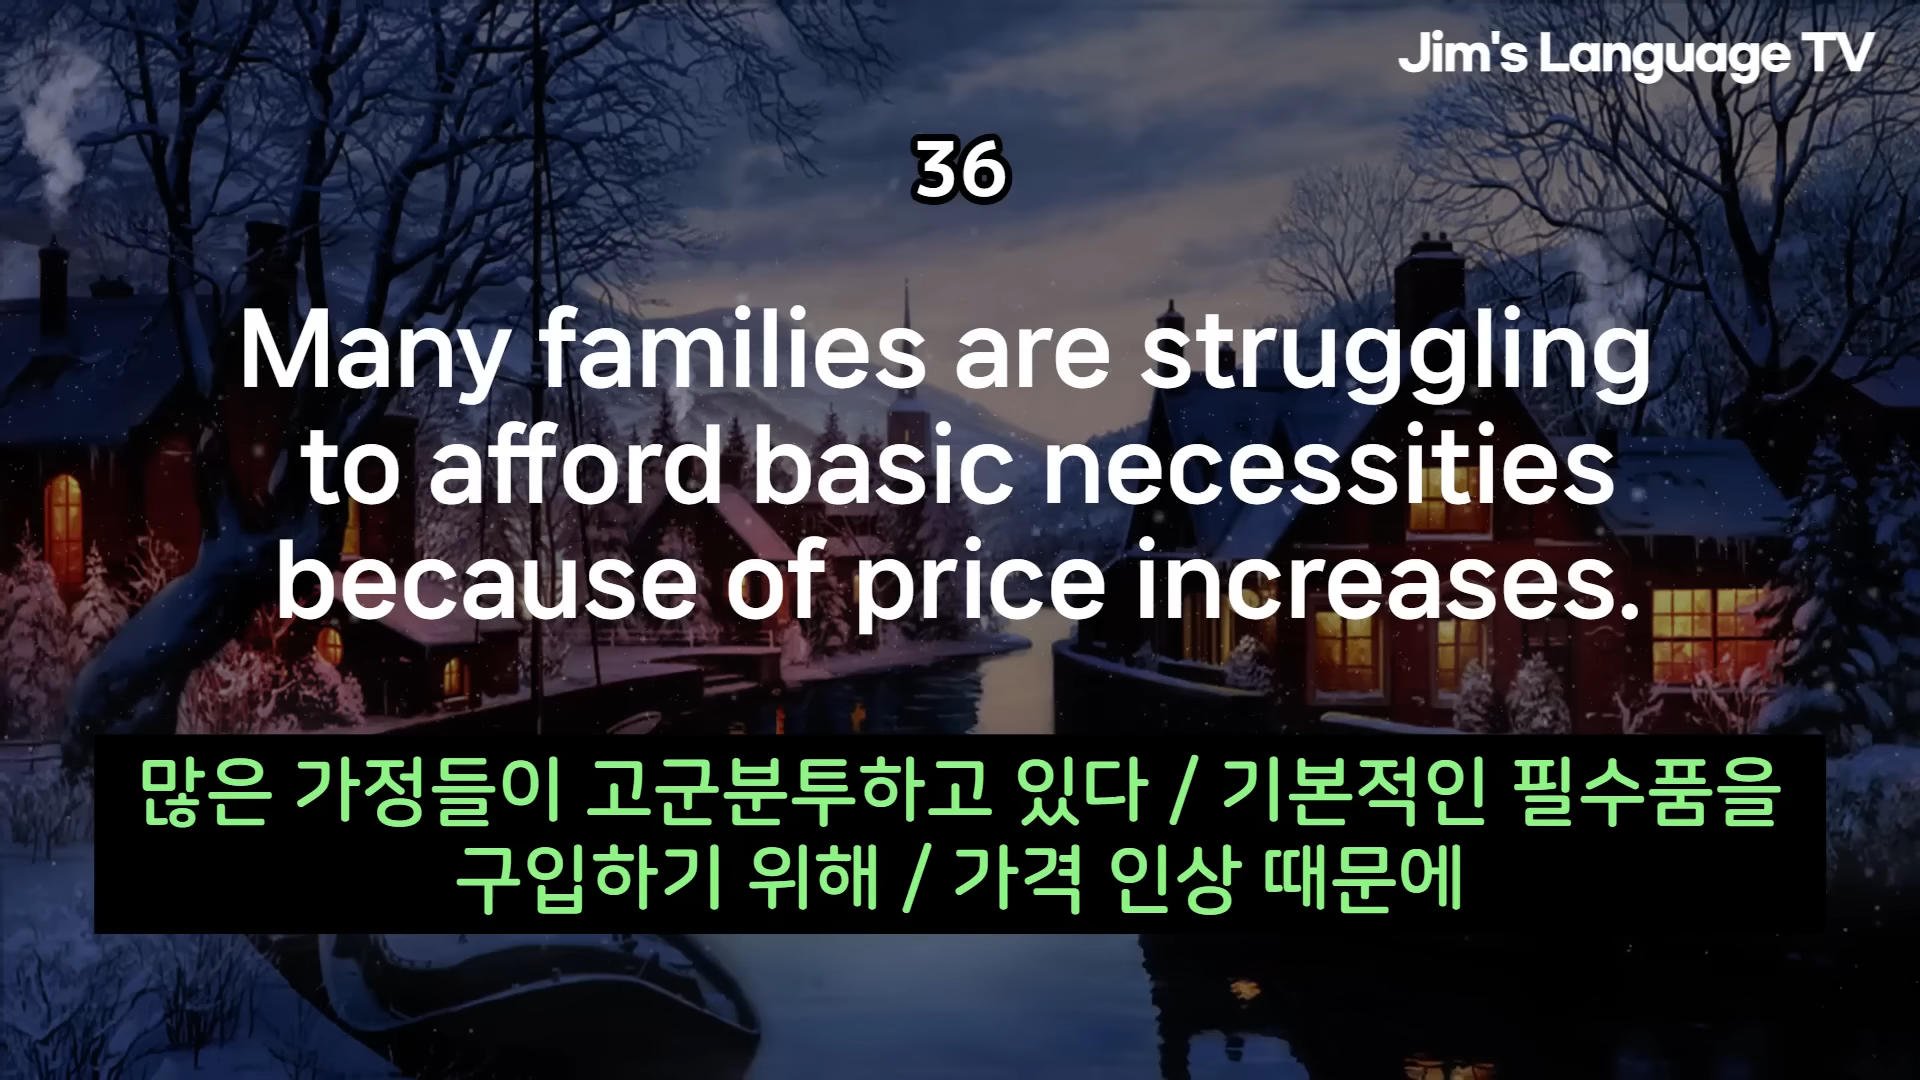 Jim's Language TV
36
Many families are struggling
to afford basic necessities
because of price increases.
많은 가정들이 고군분투하고 있다 / 기본적인 필수품을
구입하기 위해 / 가격 인상 때문에